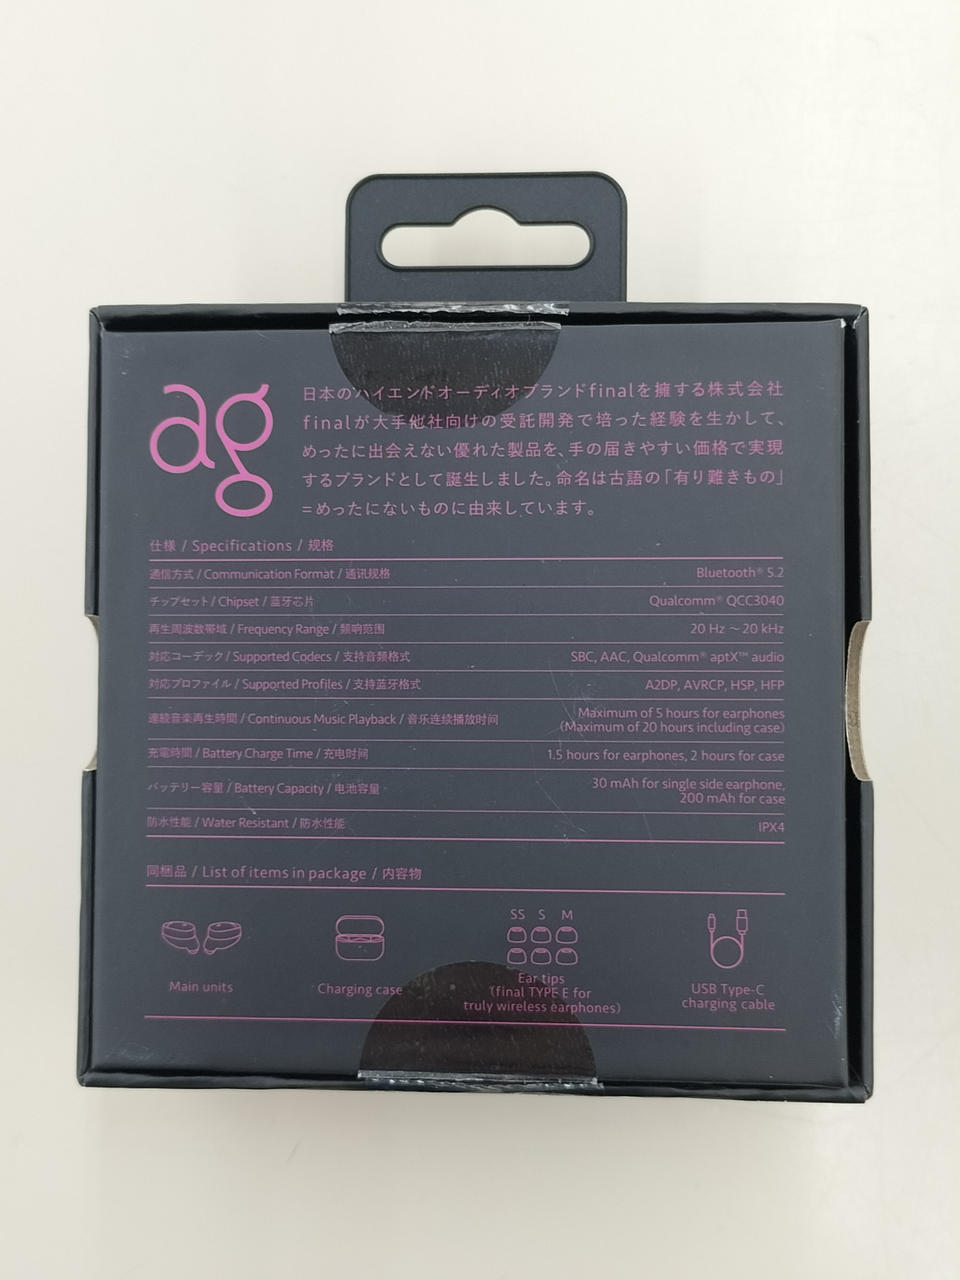 ag
日本のハイエンドオーディオブランドfinalを擁する株式会社
finalが大手他社向けの受託開発で培った経験を生かして、
めったに出会えない優れた製品を、手の届きやすい価格で実現
するブランドとして誕生しました。命名は古語の「有り難きもの」
=めったにないものに由来しています。
仕様 / Specifications / 规格
通信方式 / Communication Format / 通讯规格 Bluetooth® 5.2
チップセット / Chipset / 蓝牙芯片 Qualcomm® QCC3040
再生周波数帯域 / Frequency Range / 频响范围 20 Hz ～20 kHz
対応コーデック / Supported Codecs / 支持音频格式 SBC, AAC, Qualcomm® aptX™ audio
対応プロファイル / Supported Profiles / 支持蓝牙格式 A2DP, AVRCP, HSP, HFP
連続音楽再生時間 / Continuous Music Playback / 音乐连续播放时间 Maximum of 5 hours for earphones
(Maximum of 20 hours including case)
充電時間 / Battery Charge Time / 充电时间 1.5 hours for earphones, 2 hours for case
バッテリー容量 / Battery Capacity / 电池容量 30 mAh for single side earphone,
200 mAh for case
防水性能 / Water Resistant / 防水性能 IPX4
同梱品 / List of items in package / 内容物
SS S M
Main units
Charging case
Ear tips
(final TYPE E for
truly wireless earphones)
USB Type-C
charging cable